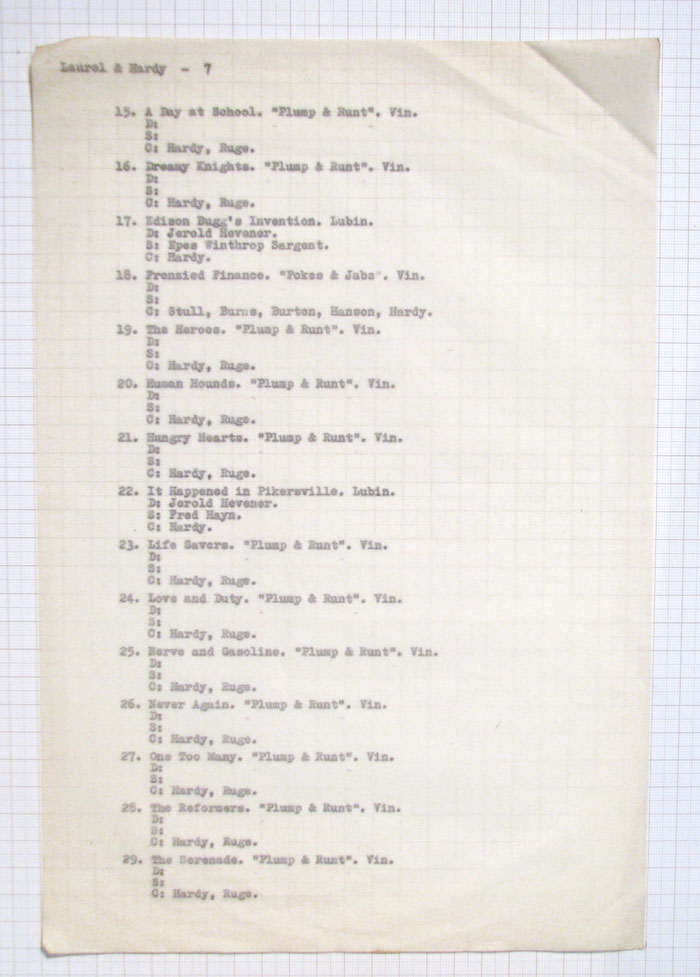 Laurel & Hardy - 7
15. A Day at School. "Plump & Runt". Vin.
D:
S:
C: Hardy, Ruge.
16. Dreamy Knights. "Plump & Runt". Vin.
D:
S:
C: Hardy, Ruge.
17. Edison Bugg's Invention. Lubin.
D: Jerold Hevener.
S: Epes Winthrop Sargent.
C: Hardy.
18. Frenzied Finance. "Pokes & Jabs". Vin.
D:
S:
C: Stull, Burns, Burton, Hanson, Hardy.
19. The Heroes. "Plump & Runt". Vin.
D:
S:
C: Hardy, Ruge.
20. Human Hounds. "Plump & Runt". Vin.
D:
S:
C: Hardy, Ruge.
21. Hungry Hearts. "Plump & Runt". Vin.
D:
S:
C: Hardy, Ruge.
22. It Happened in Pikersville. Lubin.
D: Jerold Hevener.
S: Fred Hayn.
C: Hardy.
23. Life Savers. "Plump & Runt". Vin.
D:
S:
C: Hardy, Ruge.
24. Love and Duty. "Plump & Runt". Vin.
D:
S:
C: Hardy, Ruge.
25. Nerve and Gasoline. "Plump & Runt". Vin.
D:
S:
C: Hardy, Ruge.
26. Never Again. "Plump & Runt". Vin.
D:
S:
C: Hardy, Ruge.
27. One Too Many. "Plump & Runt". Vin.
D:
S:
C: Hardy, Ruge.
28. The Reformers. "Plump & Runt". Vin.
D:
S:
C: Hardy, Ruge.
29. The Serenade. "Plump & Runt". Vin.
D:
S:
C: Hardy, Ruge.